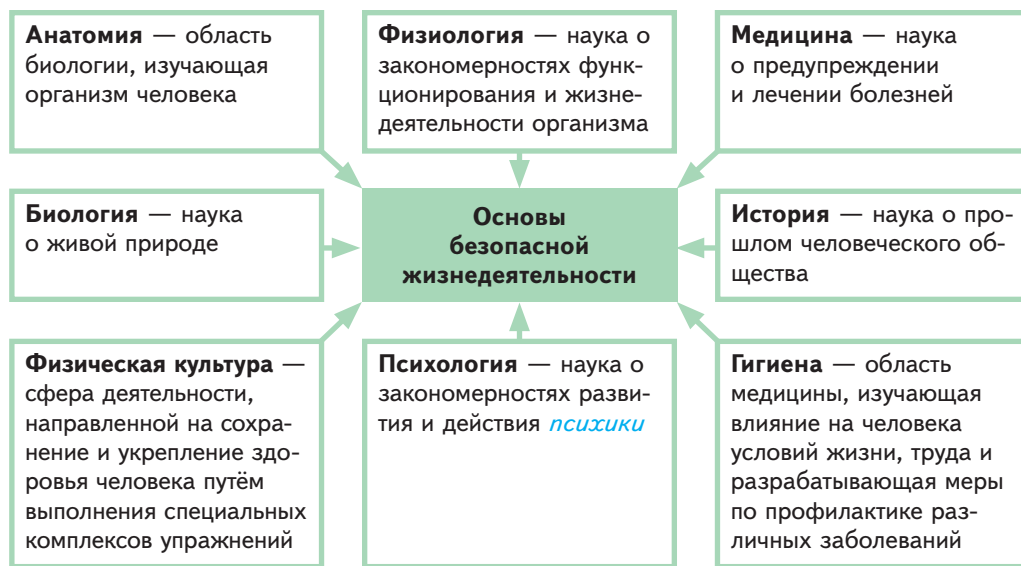 Анатомия — область
биологии, изучающая
организм человека
Физиология — наука о
закономерностях функ-
ционирования и жизне-
деятельности организма
Медицина — наука
о предупреждении
и лечении болезней
Биология — наука
о живой природе
Основы
безопасной
жизнедеятельности
История — наука о про-
шлом человеческого об-
щества
Физическая культура —
сфера деятельности,
направленной на сохра-
нение и укрепление здо-
ровья человека путём
выполнения специальных
комплексов упражнений
Психология — наука о
закономерностях разви-
тия и действия психики
Гигиена — область
медицины, изучающая
влияние на человека
условий жизни, труда и
разрабатывающая меры
по профилактике раз-
личных заболеваний